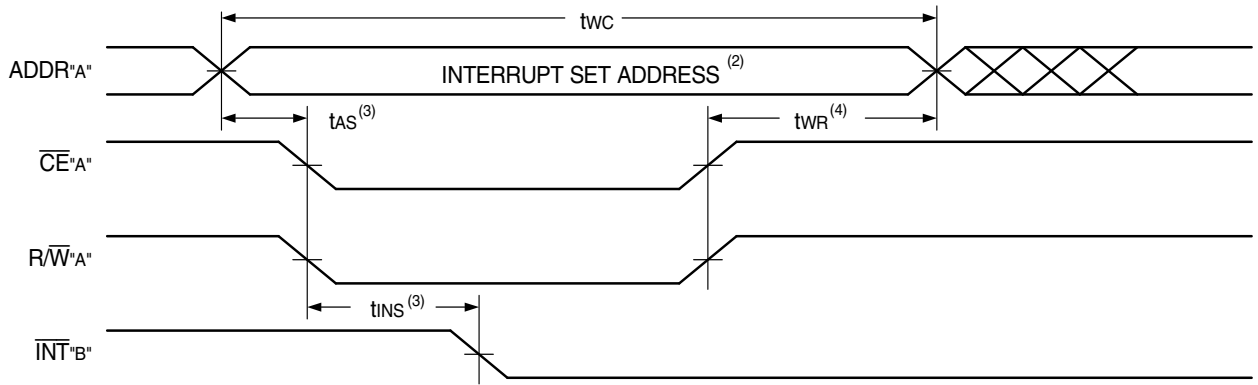 tWC
ADDR"A"
INTERRUPT SET ADDRESS (2)
tAS(3)
tWR(4)
CE"A"
R/W"A"
tINS(3)
INT"B"